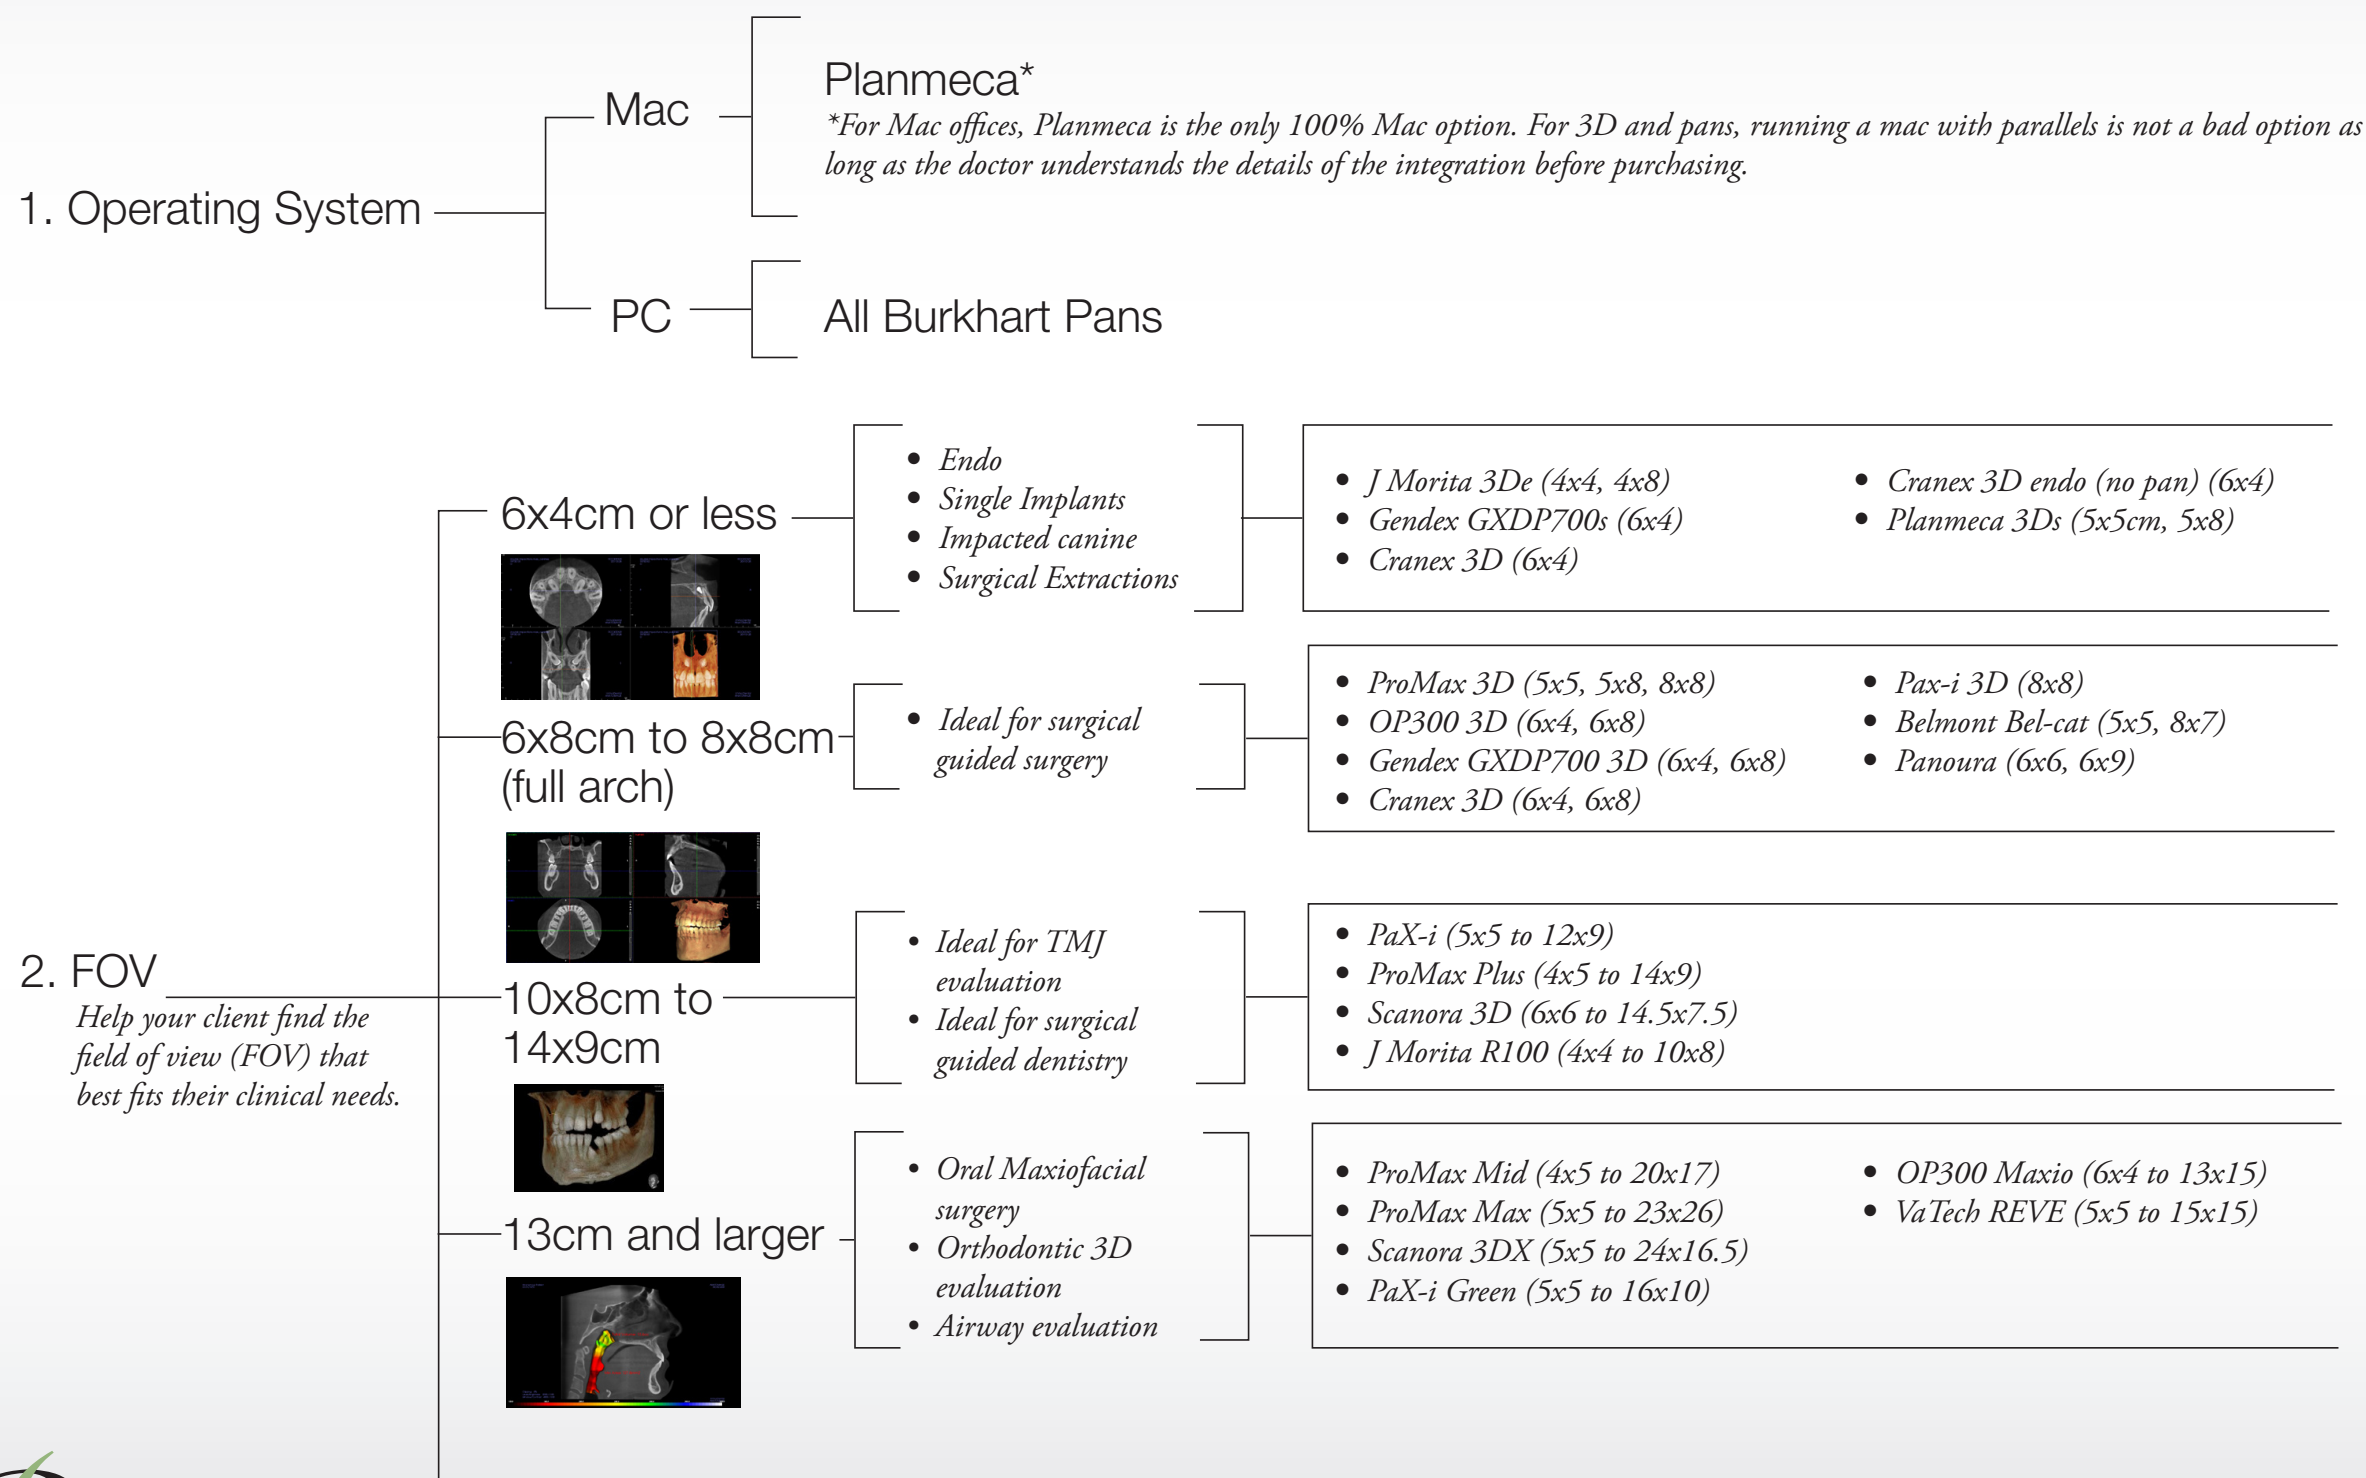 Planmeca*
Mac
*For Mac offices, Planmeca is the only 100% Mac option. For 3D and pans, running a mac with parallels is not a bad option as
long as the doctor understands the details of the integration before purchasing.
1. Operating System
PC
All Burkhart Pans
6x4cm or less
• Endo
• Single Implants
• Impacted canine
• Surgical Extractions
• J Morita 3De (4x4, 4x8)
• Gendex GXDP700s (6x4)
• Cranex 3D (6x4)
• Cranex 3D endo (no pan) (6x4)
• Planmeca 3Ds (5x5cm, 5x8)
6x8cm to 8x8cm
(full arch)
• Ideal for surgical
guided surgery
• ProMax 3D (5x5, 5x8, 8x8)
• OP300 3D (6x4, 6x8)
• Gendex GXDP700 3D (6x4, 6x8)
• Cranex 3D (6x4, 6x8)
• Pax-i 3D (8x8)
• Belmont Bel-cat (5x5, 8x7)
• Panoura (6x6, 6x9)
2. FOV
Help your client find the
field of view (FOV) that
best fits their clinical needs.
10x8cm to
14x9cm
• Ideal for TMJ
evaluation
• Ideal for surgical
guided dentistry
• PaX-i (5x5 to 12x9)
• ProMax Plus (4x5 to 14x9)
• Scanora 3D (6x6 to 14.5x7.5)
• J Morita R100 (4x4 to 10x8)
13cm and larger
• Oral Maxiofacial
surgery
• Orthodontic 3D
evaluation
• Airway evaluation
• ProMax Mid (4x5 to 20x17)
• ProMax Max (5x5 to 23x26)
• Scanora 3DX (5x5 to 24x16.5)
• PaX-i Green (5x5 to 16x10)
• OP300 Maxio (6x4 to 13x15)
• VaTech REVE (5x5 to 15x15)